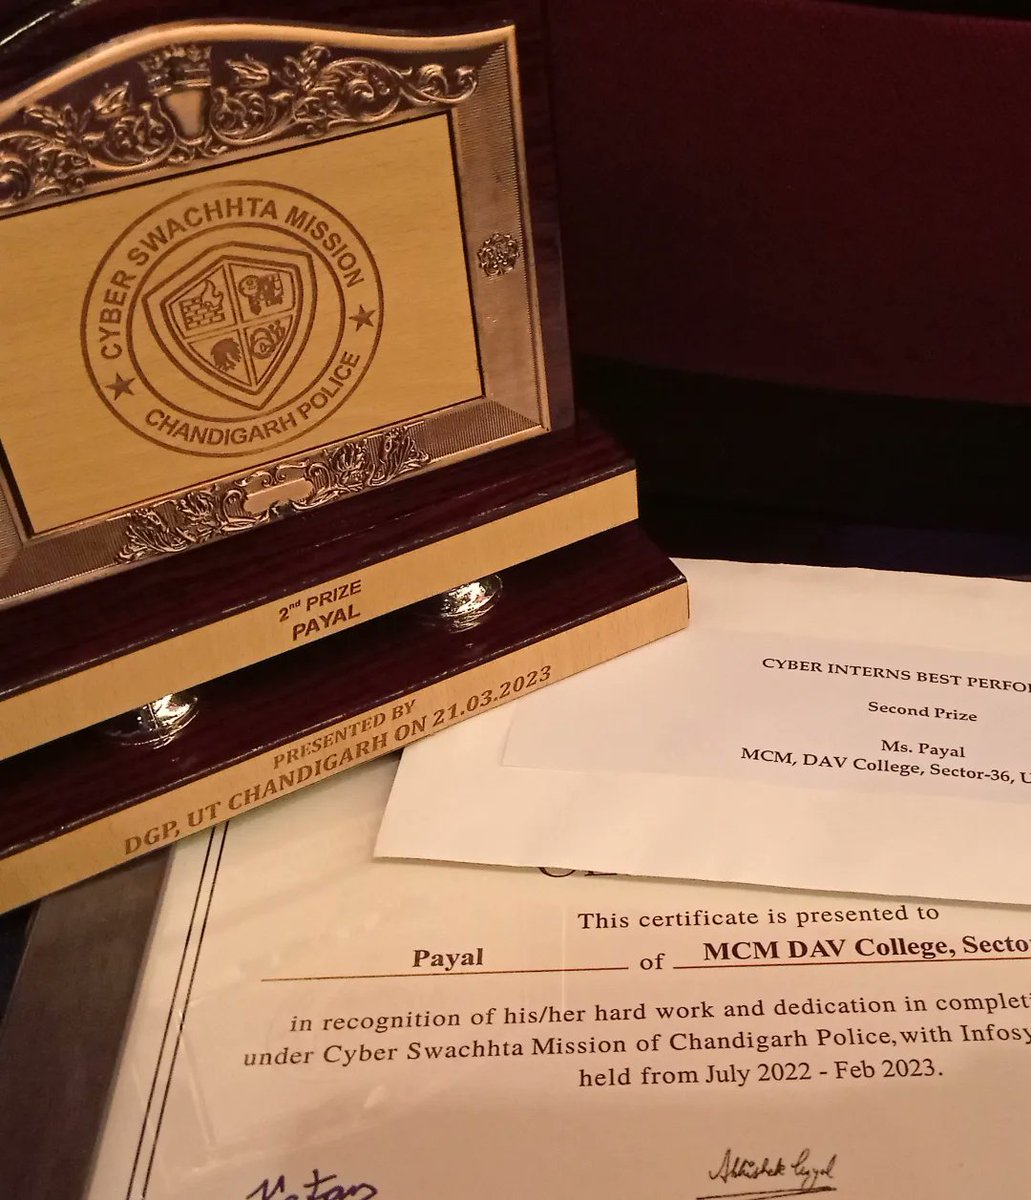 CYBER SWACHHTA MISSION
CHANDIGARH POLICE
2nd PRIZE
PAYAL
PRESENTED BY
DGP, UT CHANDIGARH ON 21.03.2023
CYBER INTERNS BEST PERFO
Second Prize
Ms. Payal
MCM, DAV College, Sector-36, U
This certificate is presented to
Payal of MCM DAV College, Secto
in recognition of his/her hard work and dedication in completi
under Cyber Swachhta Mission of Chandigarh Police, with Infosy
held from July 2022 - Feb 2023.
Abhishek